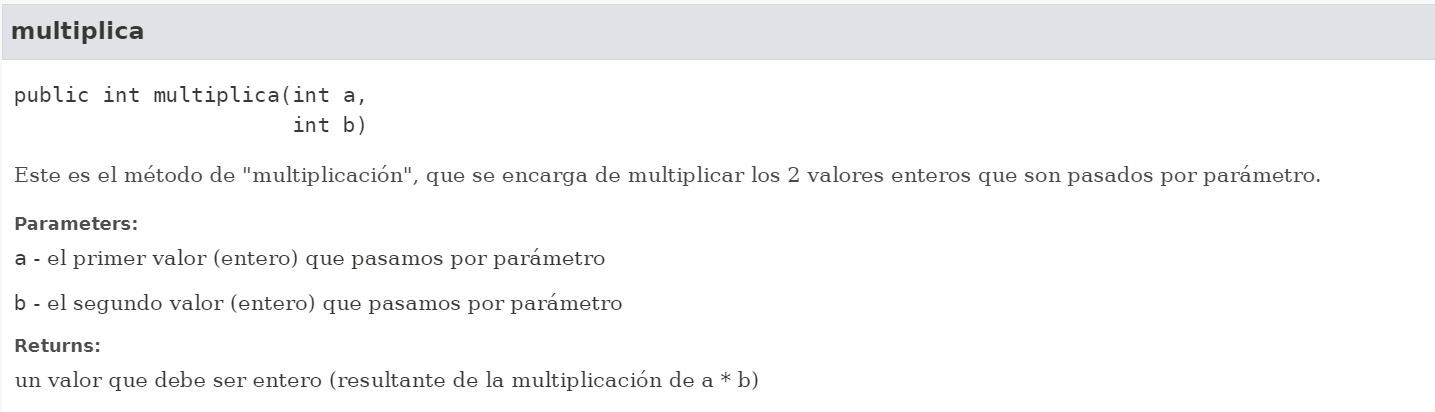 multiplica
public int multiplica(int a,
int b)
Este es el método de "multiplicación", que se encarga de multiplicar los 2 valores enteros que son pasados por parámetro.
Parameters:
a - el primer valor (entero) que pasamos por parámetro
b - el segundo valor (entero) que pasamos por parámetro
Returns:
un valor que debe ser entero (resultante de la multiplicación de a * b)